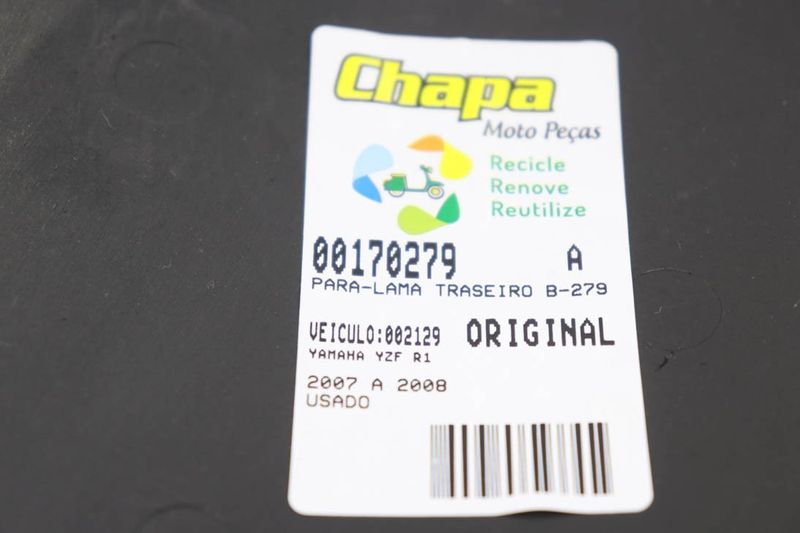 Chapa
Moto Peças
Recicle
Renove
Reutilize
00170279 A
PARA-LAMA TRASEIRO B-279
VEICULO:002129 ORIGINAL
YAMAHA YZF R1
2007 A 2008
USADO